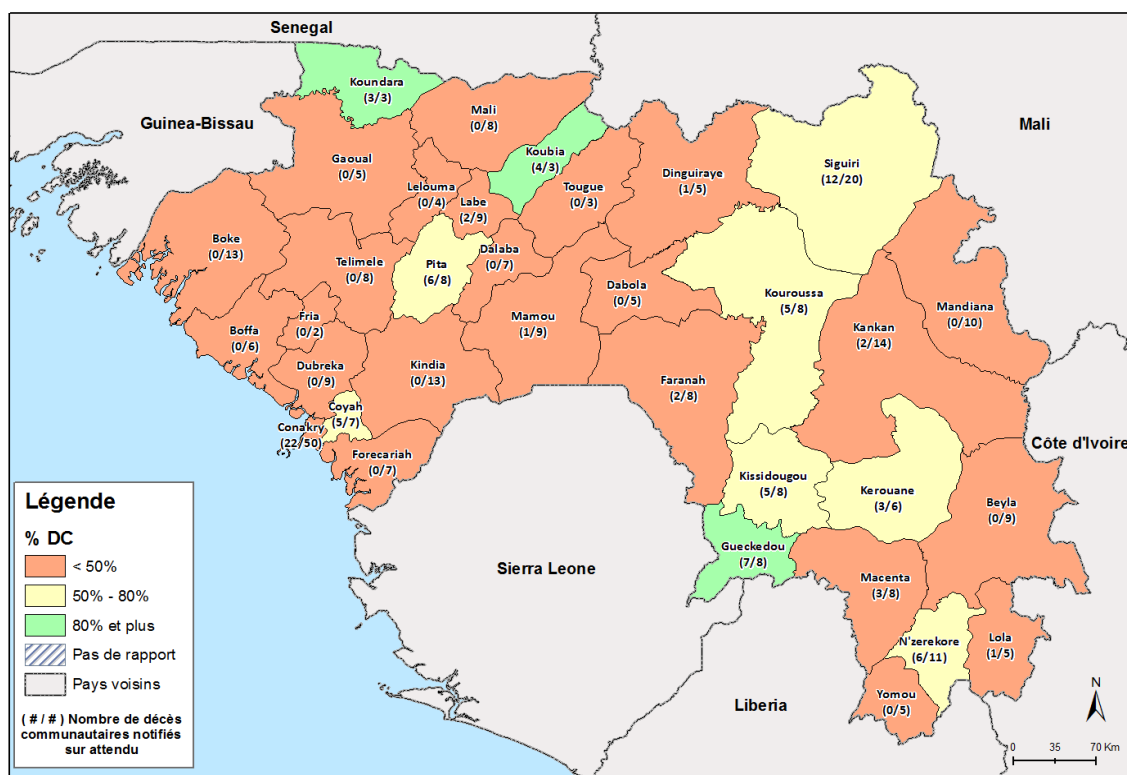 Senegal
Koundara
(3/3)
Mali
(0/8)
Guinea-Bissau
Mali
Koubia
(4/3)
Gaoual
(0/5)
Siguiri
(12/20)
Dinguiraye
(1/5)
Tougue
(0/3)
Lelouma
(0/4)
Labe
(2/9)
Boke
(0/13)
Dalaba
(0/7)
Telimele
(0/8)
Pita
(6/8)
Dabola
(0/5)
Kouroussa
(5/8)
Mandiana
(0/10)
Fria
(0/2)
Mamou
(1/9)
Boffa
(0/6)
Kankan
(2/14)
Dubreka
(0/9)
Kindia
(0/13)
Faranah
(2/8)
Coyah
(5/7)
Conakry
(22/50)
Forecariah
(0/7)
Côte d'Ivoire
Kissidougou
(5/8)
Kerouane
(3/6)
Beyla
(0/9)
Gueckedou
(7/8)
Sierra Leone
Macenta
(3/8)
N'zerekore
(6/11)
Lola
(1/5)
Yomou
(0/5)
Liberia
Légende
% DC
< 50%
50% - 80%
80% et plus
Pas de rapport
Pays voisins
( # / # ) Nombre de décès
communautaires notifiés
sur attendu
N
0 35 70 Km